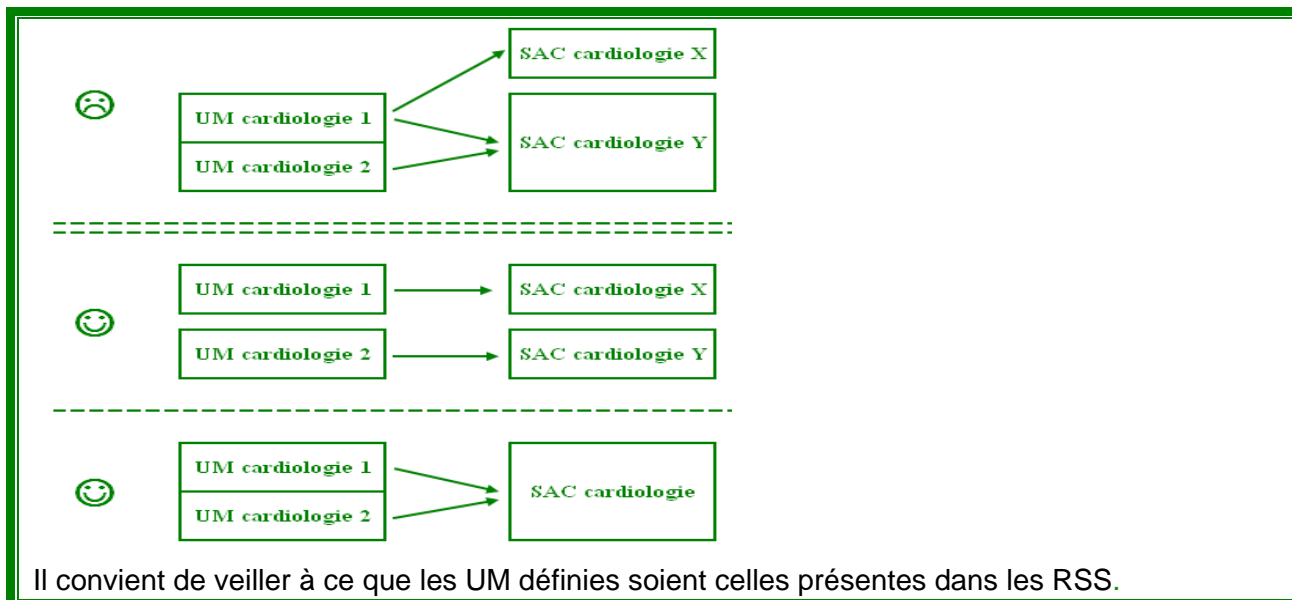 SAC cardiologie X
UM cardiologie 1
SAC cardiologie Y
UM cardiologie 2
UM cardiologie 1
SAC cardiologie X
UM cardiologie 2
SAC cardiologie Y
UM cardiologie 1
SAC cardiologie
UM cardiologie 2
Il convient de veiller à ce que les UM définies soient celles présentes dans les RSS.